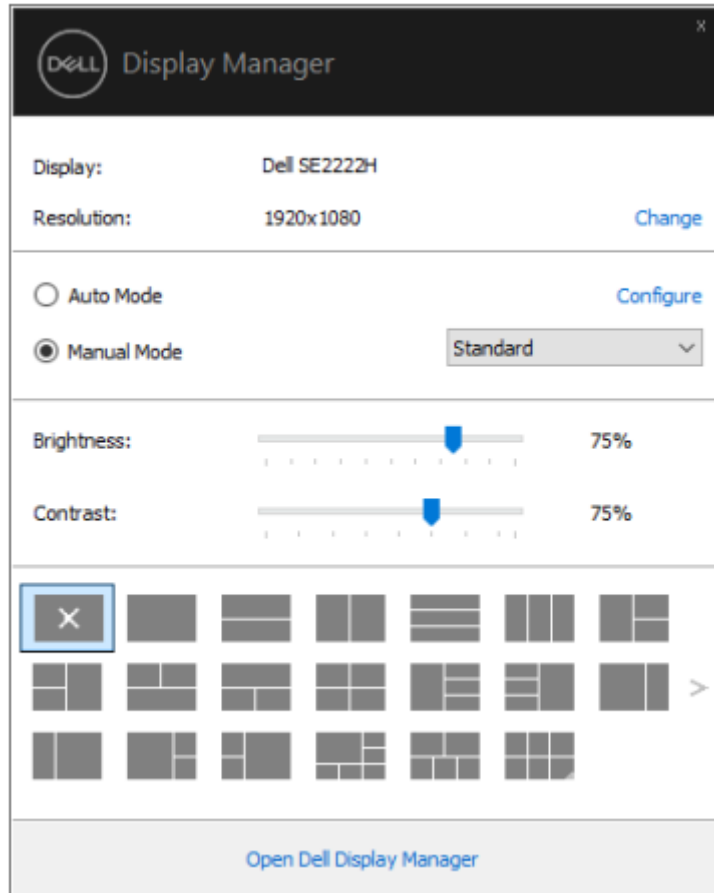 x
DELL Display Manager
Display: Dell SE2222H
Resolution: 1920x1080 Change
Auto Mode Configure
Manual Mode Standard
Brightness: 75%
Contrast: 75%
Open Dell Display Manager